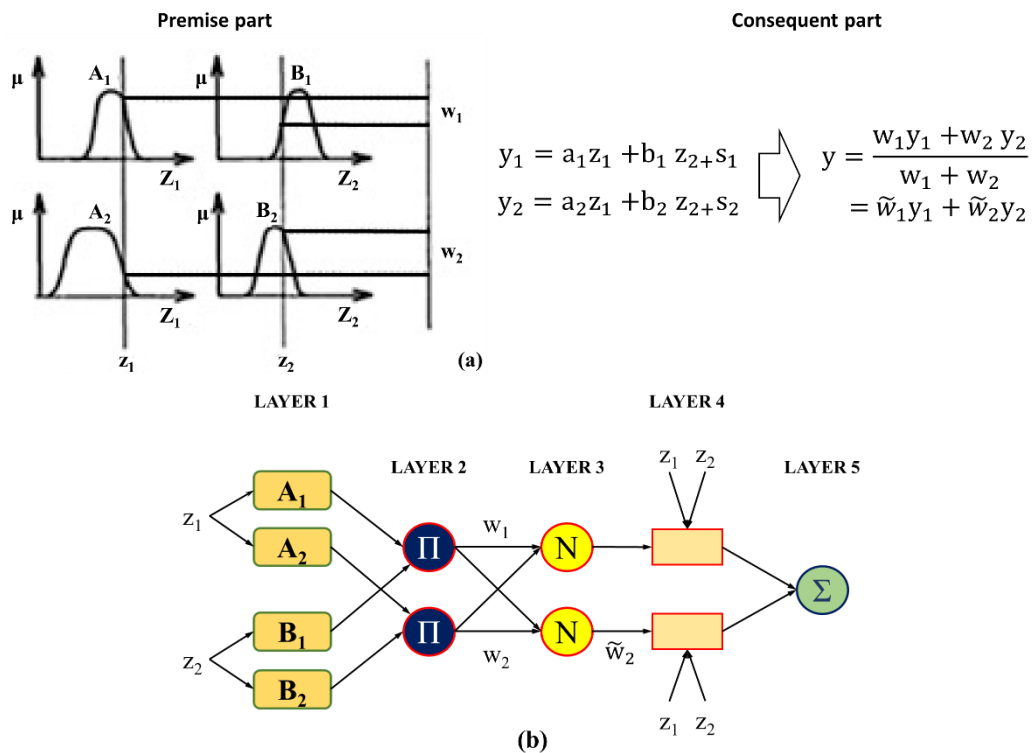 Premise part
Consequent part
μ
A₁
μ
B₁
w₁
Z₁
Z₂
μ
A₂
μ
B₂
w₂
Z₁
Z₂
z₁
z₂
(a)
y₁ = a₁z₁ +b₁ z₂₊s₁
y₂ = a₂z₁ +b₂ z₂₊s₂
y = w₁y₁ +w₂ y₂
w₁ + w₂
= w̃₁y₁ + w̃₂y₂
LAYER 1
LAYER 4
LAYER 2
LAYER 3
LAYER 5
z₁
z₂
A₁
z₁
A₂
Π
w₁
N
Σ
B₁
z₂
B₂
Π
w₂
N
w̃₂
z₁
z₂
(b)